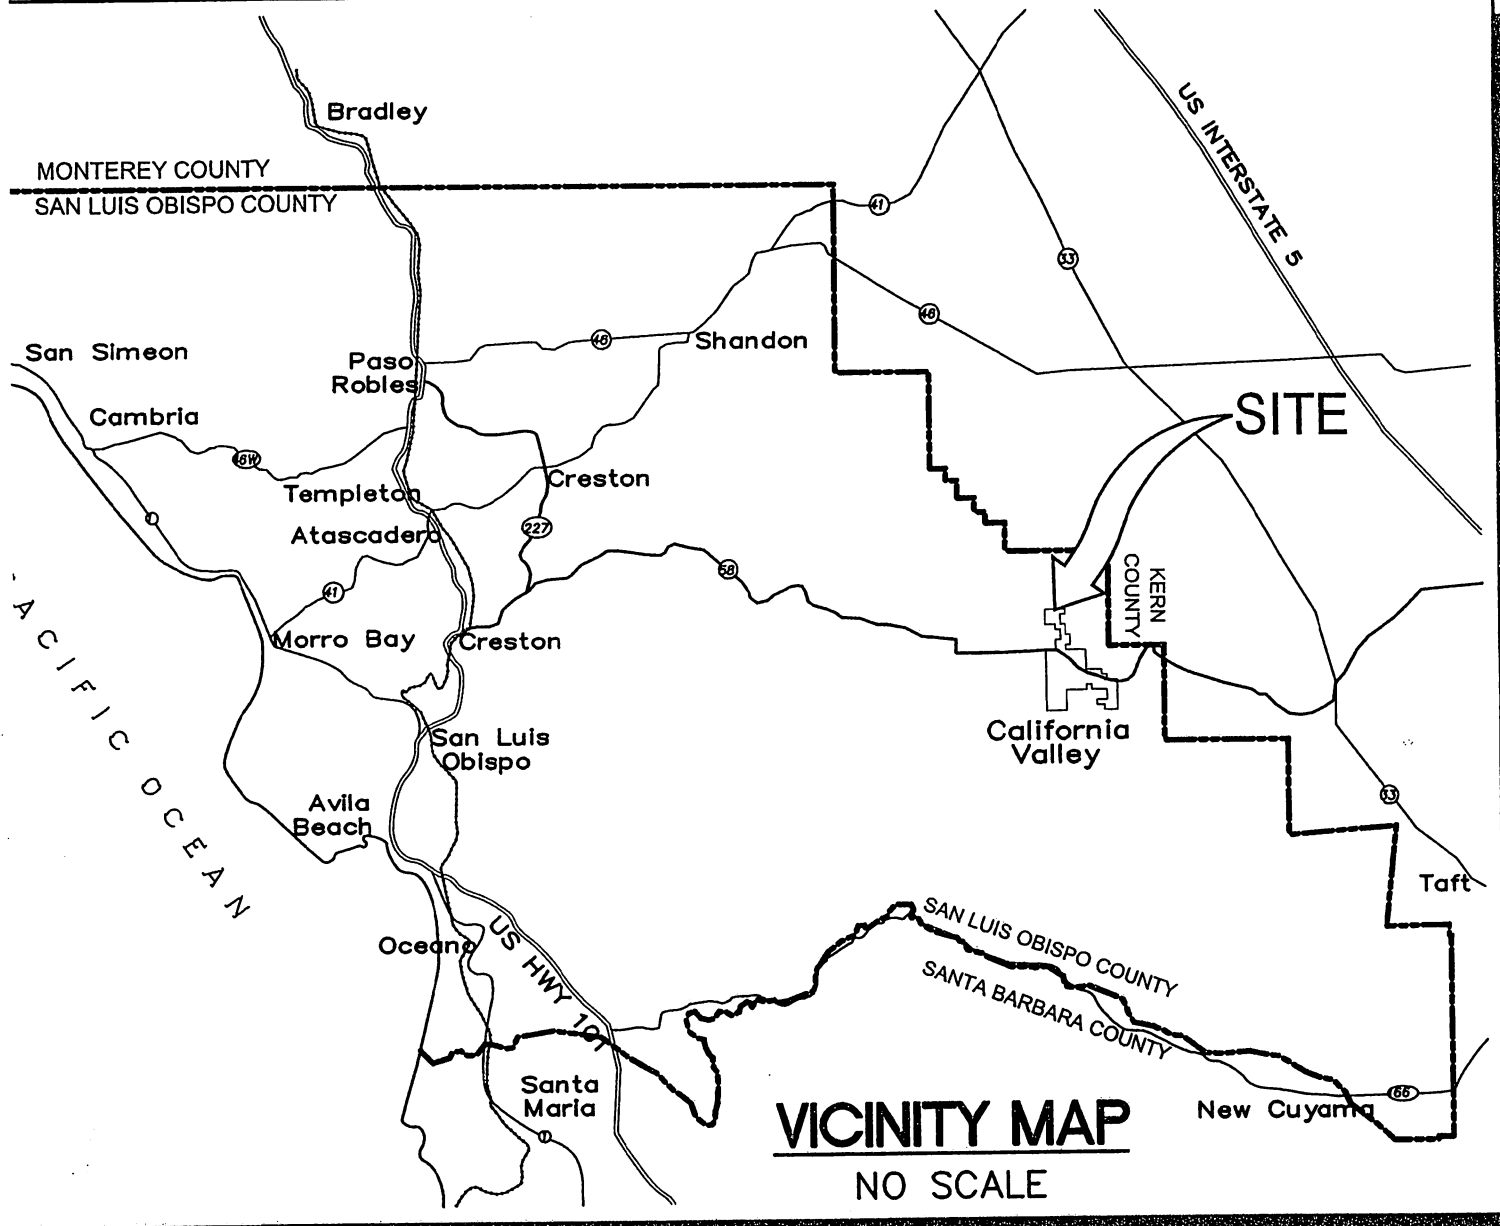 Bradley
US INTERSTATE 5
MONTEREY COUNTY
SAN LUIS OBISPO COUNTY
41
33
46
San Simeon
Paso
Robles
46
Shandon
Cambria
46W
SITE
Templeton
Creston
Atascadero
227
1
41
58
KERN
COUNTY
Morro Bay
Creston
ACIFIC OCEAN
San Luis
Obispo
California
Valley
Avila
Beach
33
Taft
Oceano
US HWY 101
SAN LUIS OBISPO COUNTY
SANTA BARBARA COUNTY
Santa
Maria
1
66
New Cuyama
VICINITY MAP
NO SCALE